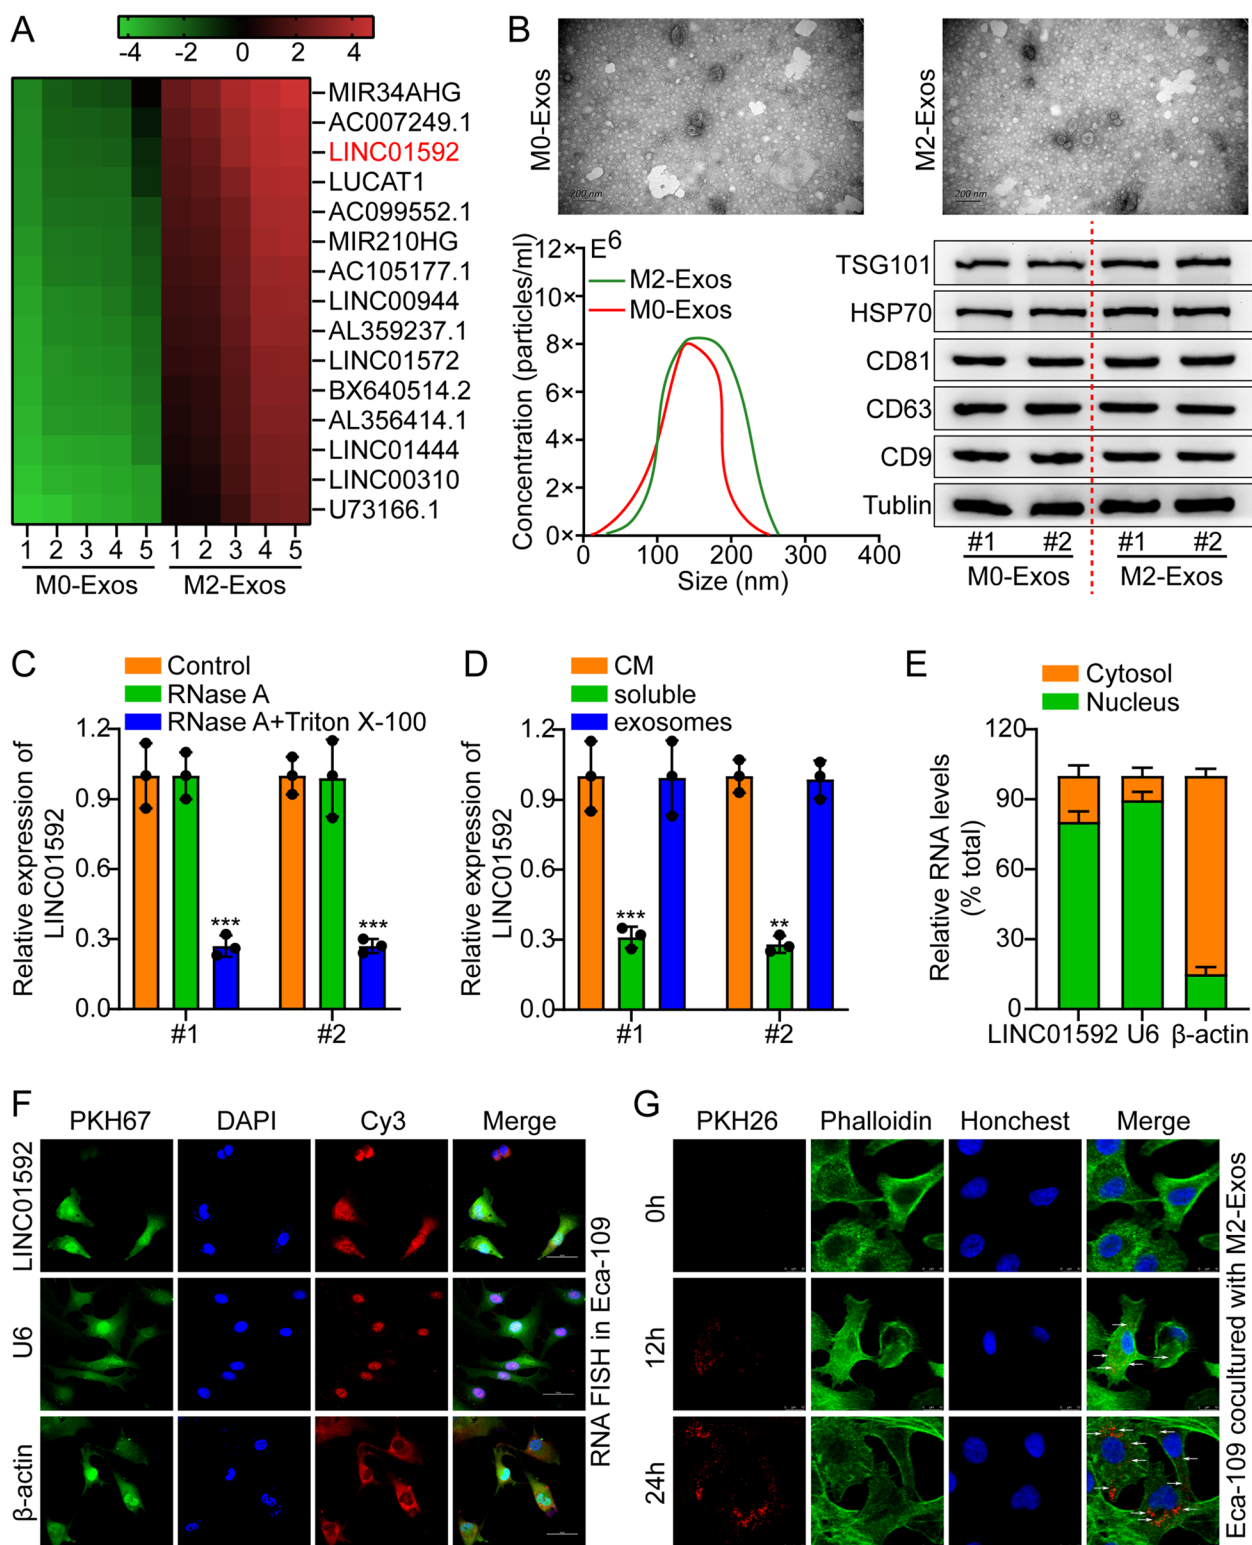 A
-4 -2 0 2 4
MIR34AHG
AC007249.1
LINC01592
LUCAT1
AC099552.1
MIR210HG
AC105177.1
LINC00944
AL359237.1
LINC01572
BX640514.2
AL356414.1
LINC01444
LINC00310
U73166.1
1 2 3 4 5 1 2 3 4 5
M0-Exos M2-Exos
B
M0-Exos
200 nm
M2-Exos
200 nm
Concentration (particles/ml)
12× E6
10×
8×
6×
4×
2×
0×
M2-Exos
M0-Exos
0 100 200 300 400
Size (nm)
TSG101
HSP70
CD81
CD63
CD9
Tublin
#1 #2 #1 #2
M0-Exos M2-Exos
C
Control
RNase A
RNase A+Triton X-100
Relative expression of
LINC01592
1.2
0.9
0.6
0.3
0.0
*** ***
#1 #2
D
CM
soluble
exosomes
Relative expression of
LINC01592
1.2
0.9
0.6
0.3
0.0
*** **
#1 #2
E
Cytosol
Nucleus
Relative RNA levels
(% total)
120
90
60
30
0
LINC01592 U6 β-actin
F
PKH67 DAPI Cy3 Merge
LINC01592
U6
β-actin
RNA FISH in Eca-109
G
PKH26 Phalloidin Honchest Merge
0h
12h
24h
Eca-109 cocultured with M2-Exos